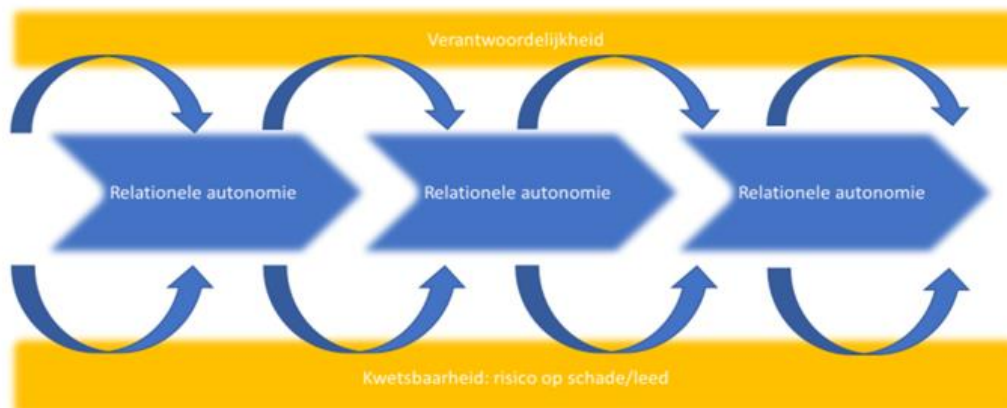 Verantwoordelijkheid
Relationele autonomie
Relationele autonomie
Relationele autonomie
Kwetsbaarheid: risico op schade/leed